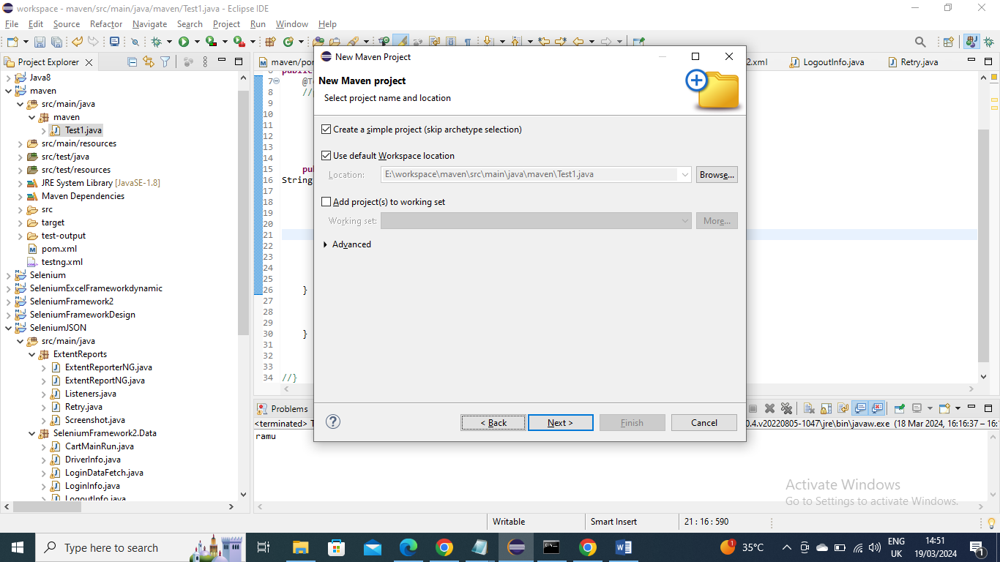 workspace - maven/src/main/java/maven/Test1.java - Eclipse IDE
File Edit Source Refactor Navigate Search Project Run Window Help
Project Explorer
Java8
maven
src/main/java
maven
Test1.java
src/main/resources
src/test/java
src/test/resources
JRE System Library [JavaSE-1.8]
Maven Dependencies
src
target
test-output
pom.xml
testng.xml
Selenium
SeleniumExcelFrameworkdynamic
SeleniumFramework2
SeleniumFrameworkDesign
SeleniumJSON
src/main/java
ExtentReports
ExtentReporterNG.java
ExtentReportNG.java
Listeners.java
Retry.java
Screenshot.java
SeleniumFramework2.Data
CartMainRun.java
DriverInfo.java
LoginDataFetch.java
LoginInfo.java
LogoutInfo.java
maven/por
2.xml
LogoutInfo.java
Retry.java
6 public
7 @Te
8 //p
9
10
11
12
13
14
15 pub
16 String
17
18
19
20
21
22
23
24
25
26 }
27
28
29
30 }
31
32
33
34 //}
New Maven Project
New Maven project
Select project name and location
Create a simple project (skip archetype selection)
Use default Workspace location
Location: E:\workspace\maven\src\main\java\maven\Test1.java Browse...
Add project(s) to working set
Working set: More...
Advanced
? < Back Next > Finish Cancel
Problems
<terminated> T
0.4.v20220805-1047\jre\bin\javaw.exe (18 Mar 2024, 16:16:37 – 16:
ramu
Activate Windows
Go to Settings to activate Windows.
Writable Smart Insert 21 : 16 : 590
Type here to search
1 35°C ENG UK 14:51 19/03/2024 1